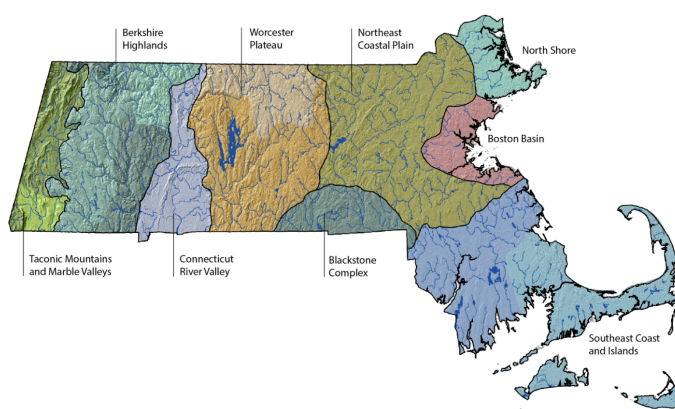 Berkshire
Highlands
Worcester
Plateau
Northeast
Coastal Plain
North Shore
Boston Basin
Taconic Mountains
and Marble Valleys
Connecticut
River Valley
Blackstone
Complex
Southeast Coast
and Islands